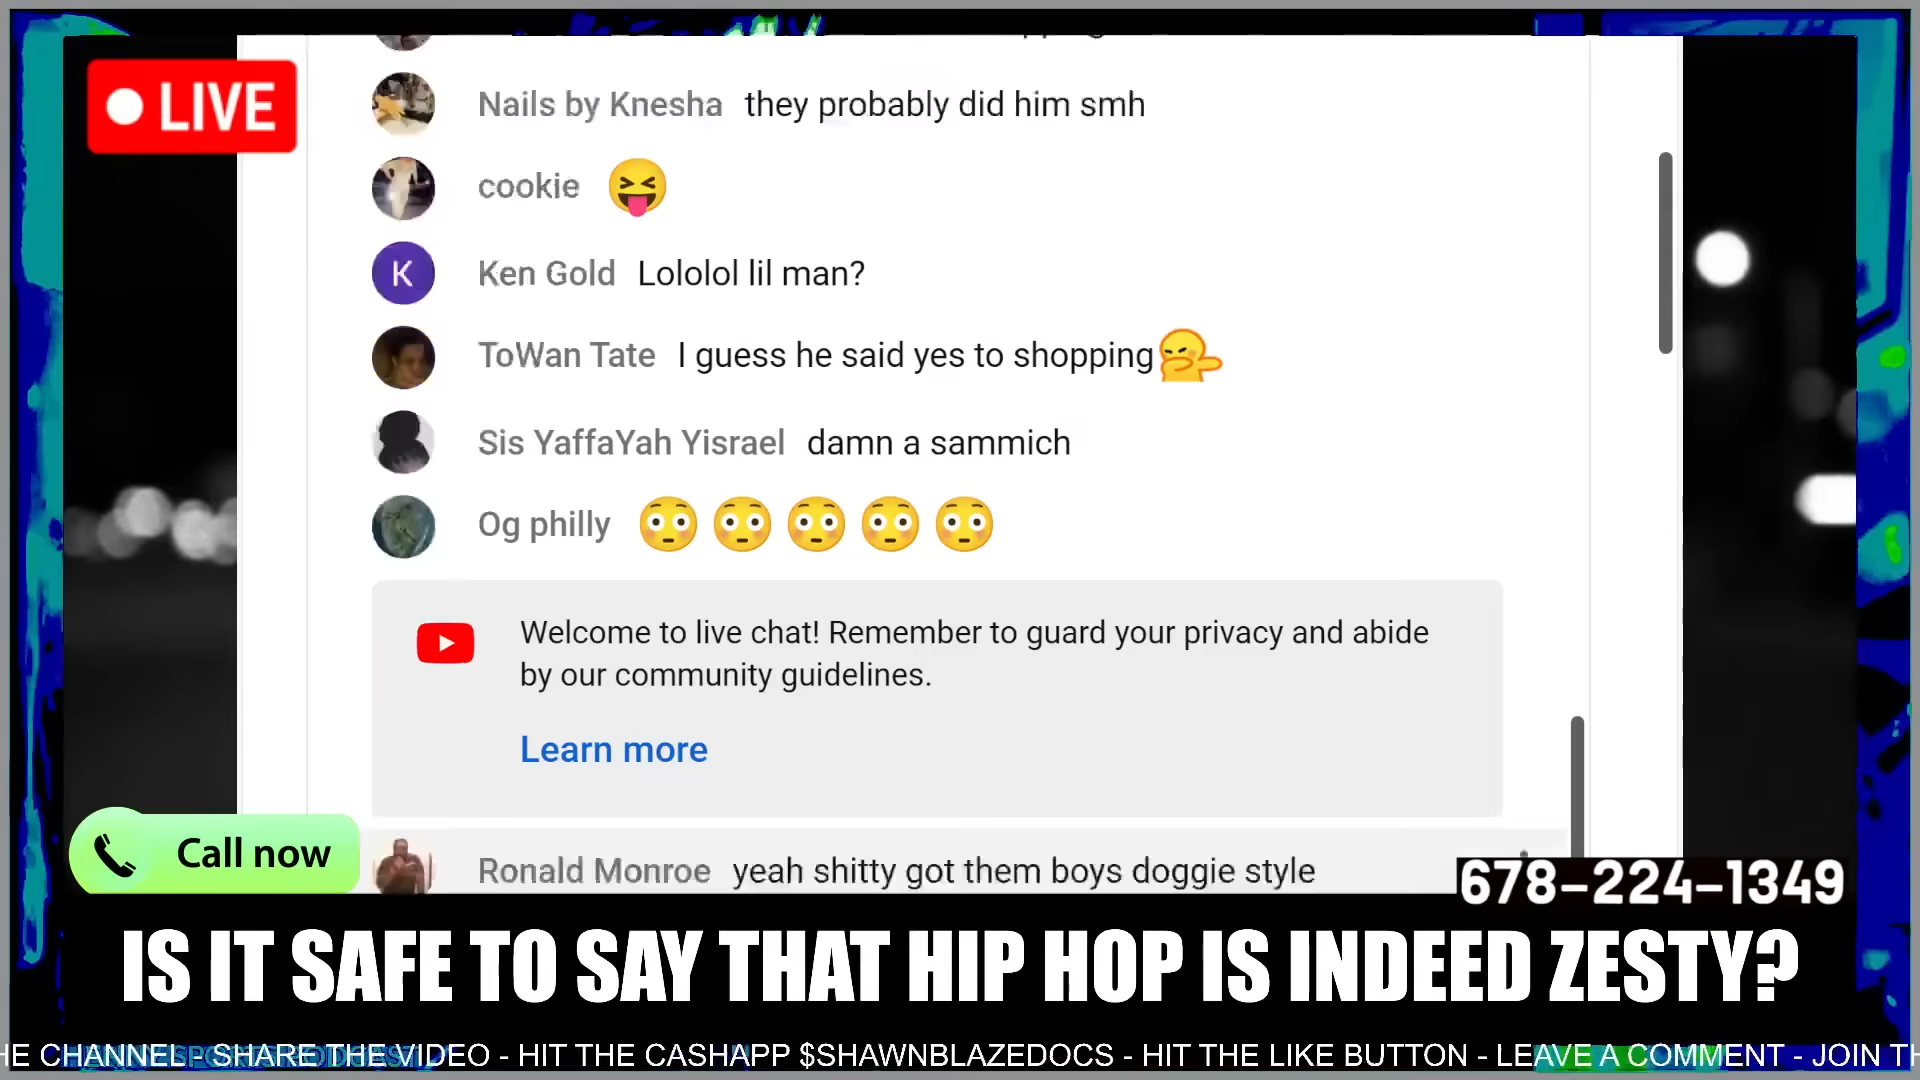 LIVE
Nails by Knesha they probably did him smh
cookie
K Ken Gold Lololol lil man?
ToWan Tate I guess he said yes to shopping
Sis YaffaYah Yisrael damn a sammich
Og philly
Welcome to live chat! Remember to guard your privacy and abide
by our community guidelines.
Learn more
Call now
Ronald Monroe yeah shitty got them boys doggie style
678-224-1349
IS IT SAFE TO SAY THAT HIP HOP IS INDEED ZESTY?
HE CHANNEL - SHARE THE VIDEO - HIT THE CASHAPP $SHAWNBLAZEDOCS - HIT THE LIKE BUTTON - LEAVE A COMMENT - JOIN TH